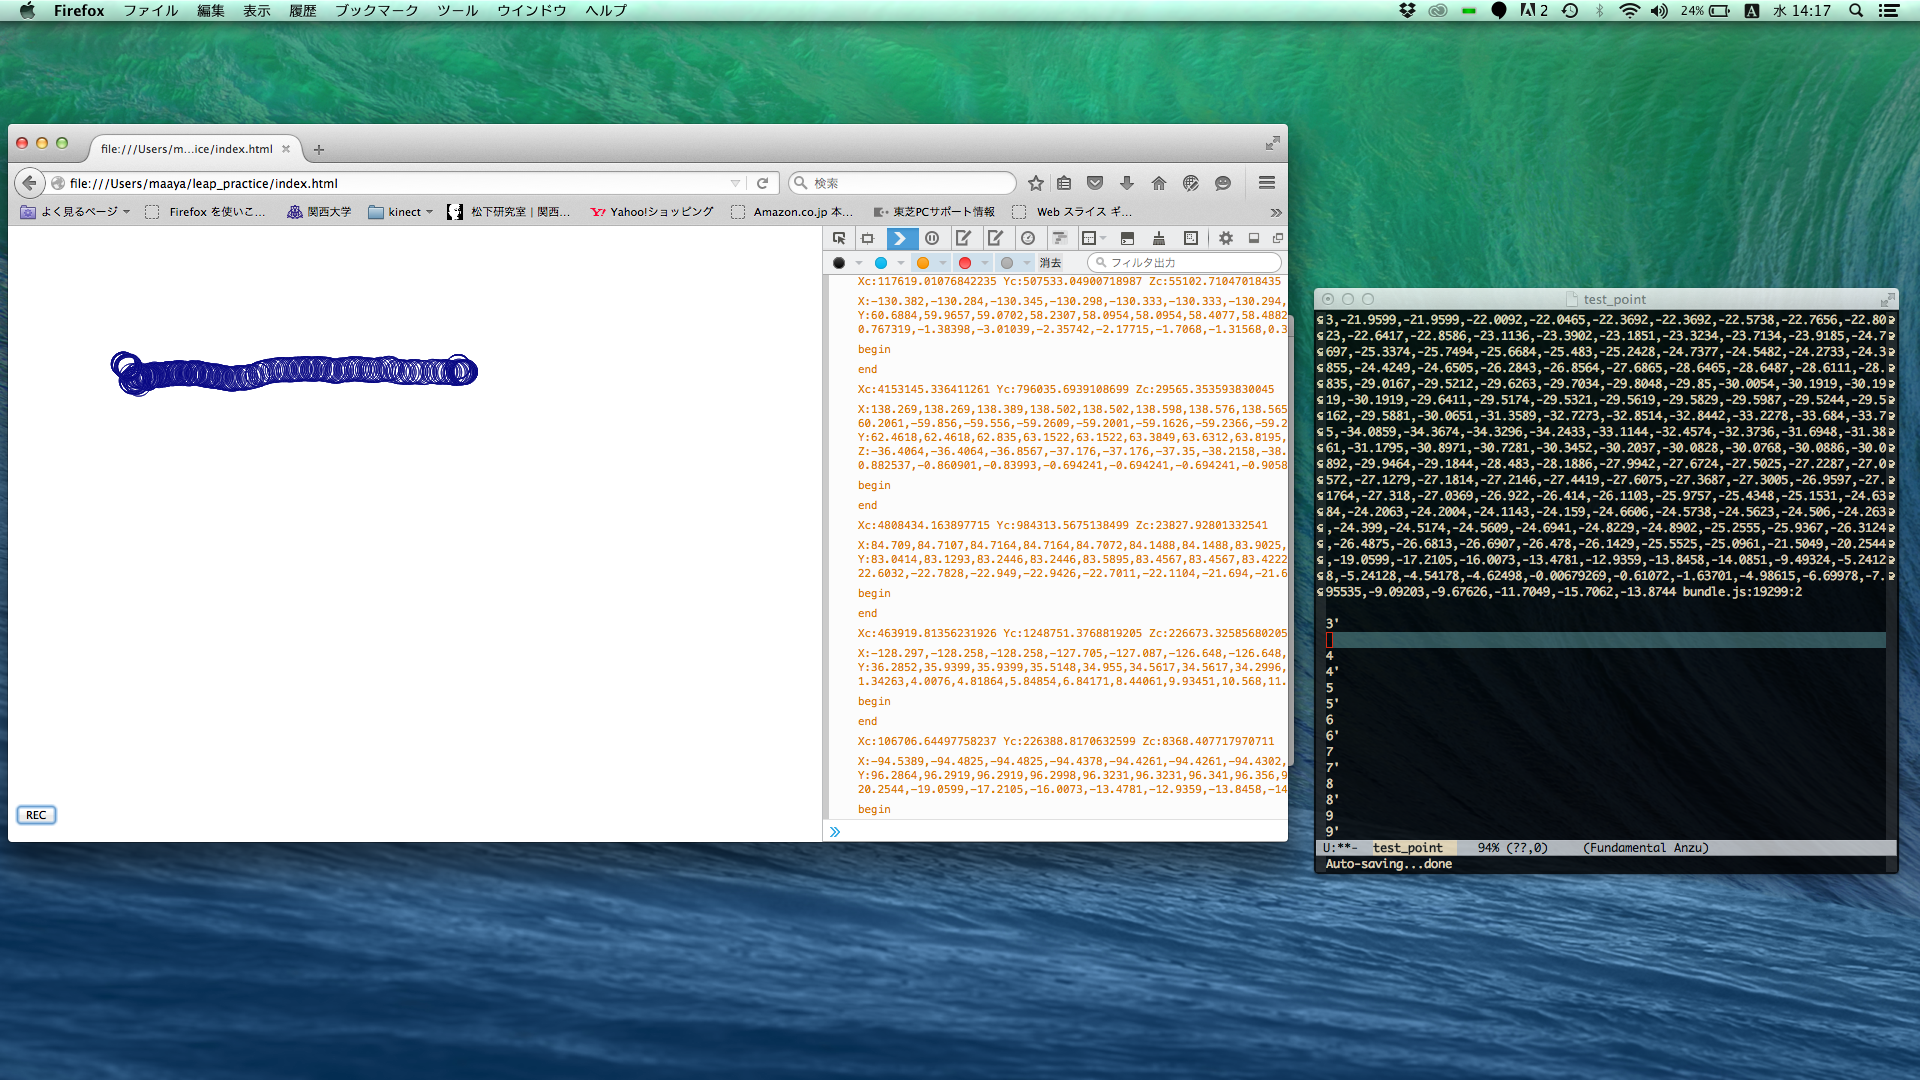 Firefox ファイル 編集 表示 履歴 ブックマーク ツール ウインドウ ヘルプ
2 24% A 水 14:17
file:///Users/m...ice/index.html
file:///Users/maaya/leap_practice/index.html
検索
よく見るページ Firefox を使いこ... 関西大学 kinect 松下研究室 | 関西... Yahoo!ショッピング Amazon.co.jp 本... 東芝PCサポート情報 Web スライス ギ...
消去 フィルタ出力
Xc:117619.01076842235 Yc:507533.04900718987 Zc:55102.71047018435
X:-130.382,-130.284,-130.345,-130.298,-130.333,-130.333,-130.294,
Y:60.6884,59.9657,59.0702,58.2307,58.0954,58.0954,58.4077,58.4882
0.767319,-1.38398,-3.01039,-2.35742,-2.17715,-1.7068,-1.31568,0.3
begin
end
Xc:4153145.336411261 Yc:796035.6939108699 Zc:29565.353593830045
X:138.269,138.269,138.389,138.502,138.502,138.598,138.576,138.565
60.2061,-59.856,-59.556,-59.2609,-59.2001,-59.1626,-59.2366,-59.2
Y:62.4618,62.4618,62.835,63.1522,63.1522,63.3849,63.6312,63.8195,
Z:-36.4064,-36.4064,-36.8567,-37.176,-37.176,-37.35,-38.2158,-38.
0.882537,-0.860901,-0.83993,-0.694241,-0.694241,-0.694241,-0.9058
begin
end
Xc:4808434.163897715 Yc:984313.5675138499 Zc:23827.92801332541
X:84.709,84.7107,84.7164,84.7164,84.7072,84.1488,84.1488,83.9025,
Y:83.0414,83.1293,83.2446,83.2446,83.5895,83.4567,83.4567,83.4222
22.6032,-22.7828,-22.949,-22.9426,-22.7011,-22.1104,-21.694,-21.6
begin
end
Xc:463919.81356231926 Yc:1248751.3768819205 Zc:226673.32585680205
X:-128.297,-128.258,-128.258,-127.705,-127.087,-126.648,-126.648,
Y:36.2852,35.9399,35.9399,35.5148,34.955,34.5617,34.5617,34.2996,
1.34263,4.0076,4.81864,5.84854,6.84171,8.44061,9.93451,10.568,11.
begin
end
Xc:106706.64497758237 Yc:226388.8170632599 Zc:8368.407717970711
X:-94.5389,-94.4825,-94.4825,-94.4378,-94.4261,-94.4261,-94.4302,
Y:96.2864,96.2919,96.2919,96.2998,96.3231,96.3231,96.341,96.356,9
20.2544,-19.0599,-17.2105,-16.0073,-13.4781,-12.9359,-13.8458,-14
begin
REC
test_point
3,-21.9599,-21.9599,-22.0092,-22.0465,-22.3692,-22.3692,-22.5738,-22.7656,-22.80
23,-22.6417,-22.8586,-23.1136,-23.3902,-23.1851,-23.3234,-23.7134,-23.9185,-24.7
697,-25.3374,-25.7494,-25.6684,-25.483,-25.2428,-24.7377,-24.5482,-24.2733,-24.3
855,-24.4249,-24.6505,-26.2843,-26.8564,-27.6865,-28.6465,-28.6487,-28.6111,-28.
835,-29.0167,-29.5212,-29.6263,-29.7034,-29.8048,-29.85,-30.0054,-30.1919,-30.19
19,-30.1919,-29.6411,-29.5174,-29.5321,-29.5619,-29.5829,-29.5987,-29.5244,-29.5
162,-29.5881,-30.0651,-31.3589,-32.7273,-32.8514,-32.8442,-33.2278,-33.684,-33.7
5,-34.0859,-34.3674,-34.3296,-34.2433,-33.1144,-32.4574,-32.3736,-31.6948,-31.38
61,-31.1795,-30.8971,-30.7281,-30.3452,-30.2037,-30.0828,-30.0768,-30.0886,-30.0
892,-29.9464,-29.1844,-28.483,-28.1886,-27.9942,-27.6724,-27.5025,-27.2287,-27.0
572,-27.1279,-27.1814,-27.2146,-27.4419,-27.6075,-27.3687,-27.3005,-26.9597,-27.
1764,-27.318,-27.0369,-26.922,-26.414,-26.1103,-25.9757,-25.4348,-25.1531,-24.63
84,-24.2063,-24.2004,-24.1143,-24.159,-24.6606,-24.5738,-24.5623,-24.506,-24.263
,-24.399,-24.5174,-24.5609,-24.6941,-24.8229,-24.8902,-25.2555,-25.9367,-26.3124
,-26.4875,-26.6813,-26.6907,-26.478,-26.1429,-25.5525,-25.0961,-21.5049,-20.2544
,-19.0599,-17.2105,-16.0073,-13.4781,-12.9359,-13.8458,-14.0851,-9.49324,-5.2412
8,-5.24128,-4.54178,-4.62498,-0.00679269,-0.61072,-1.63701,-4.98615,-6.69978,-7.
95535,-9.09203,-9.67626,-11.7049,-15.7062,-13.8744 bundle.js:19299:2
3'
4
4'
5
5'
6
6'
7
7'
8
8'
9
9'
U:**- test_point 94% (??,0) (Fundamental Anzu)
Auto-saving...done